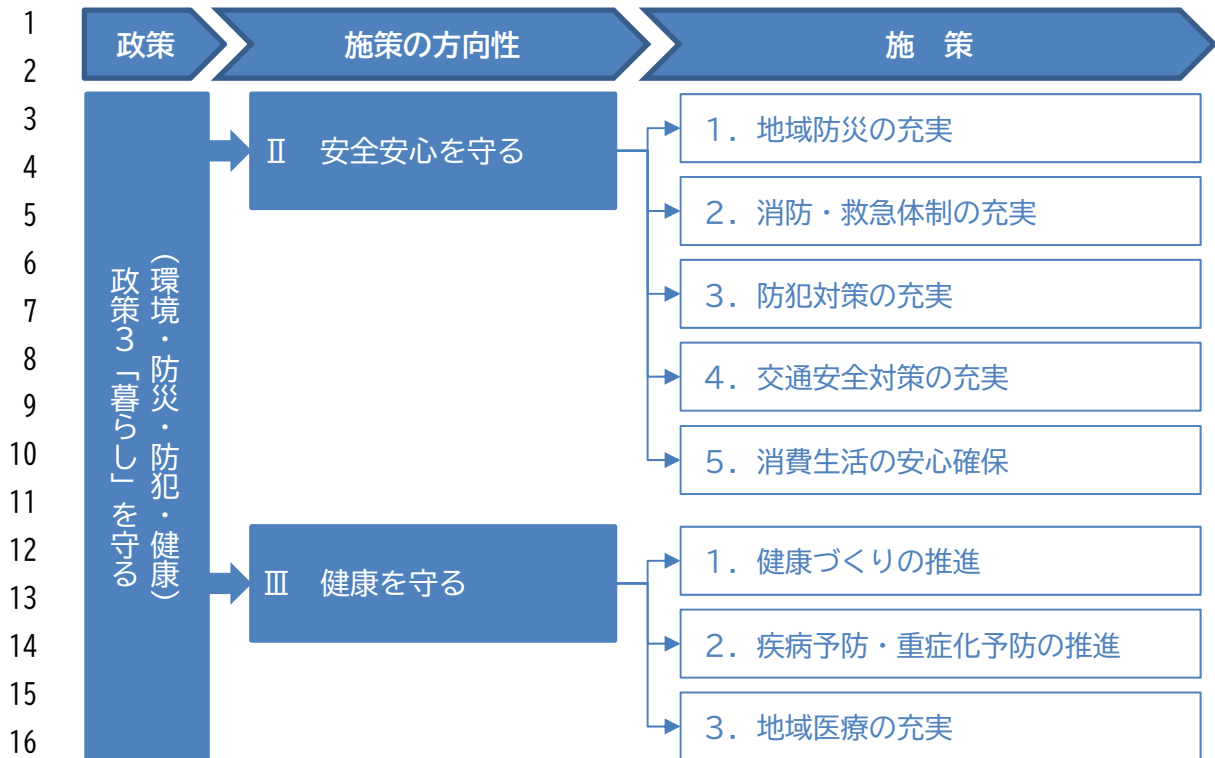 1
2
3
4
5
6
7
8
9
10
11
12
13
14
15
16
政策
施策の方向性
施　策
政策３「暮らし」を守る
（環境・防災・防犯・健康）
Ⅱ　安全安心を守る
１．地域防災の充実
２．消防・救急体制の充実
３．防犯対策の充実
４．交通安全対策の充実
５．消費生活の安心確保
Ⅲ　健康を守る
１．健康づくりの推進
２．疾病予防・重症化予防の推進
３．地域医療の充実